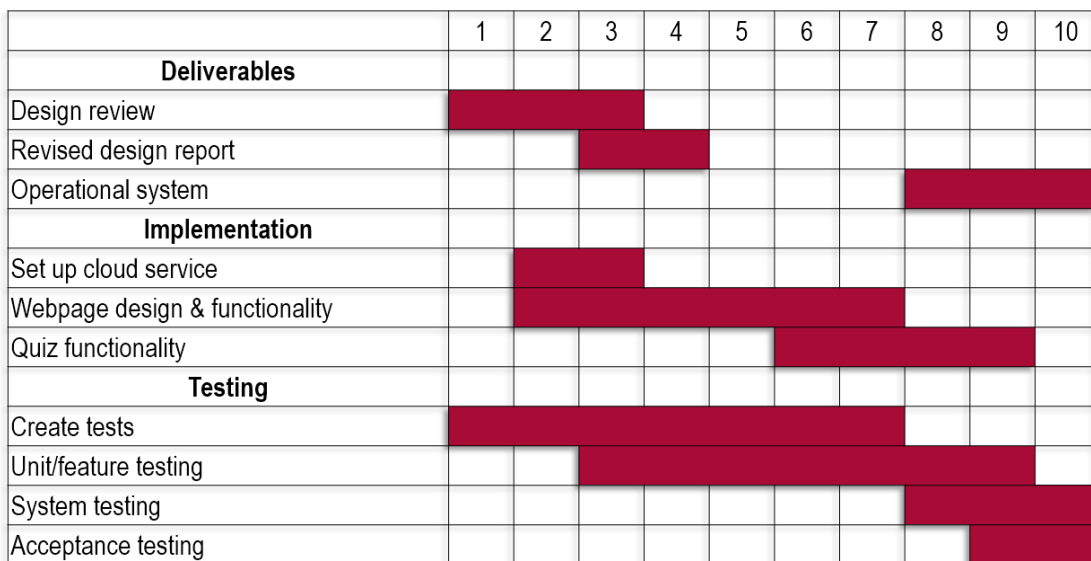 1 2 3 4 5 6 7 8 9 10
Deliverables
Design review
Revised design report
Operational system
Implementation
Set up cloud service
Webpage design & functionality
Quiz functionality
Testing
Create tests
Unit/feature testing
System testing
Acceptance testing